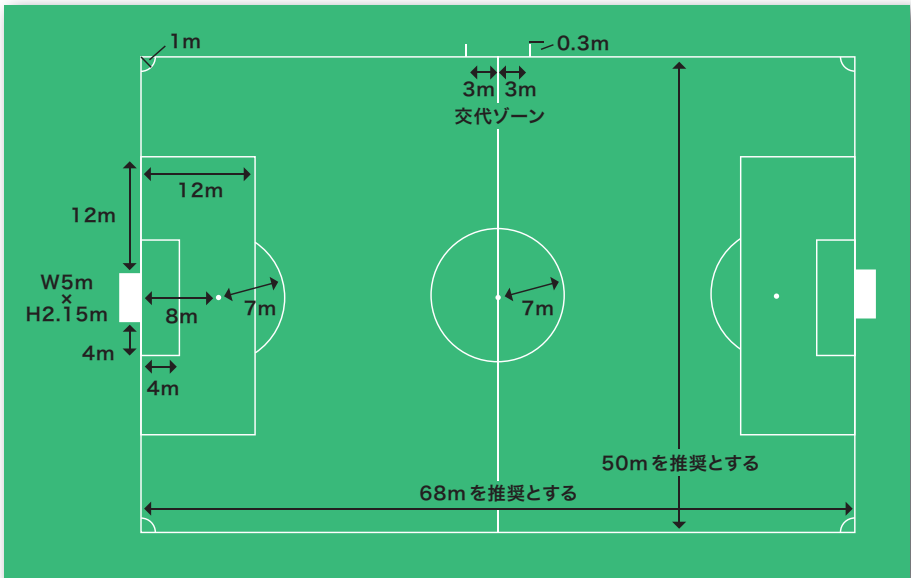 1m
0.3m
3m 3m
交代ゾーン
12m
12m
W5m
×
H2.15m
8m
7m
7m
4m
4m
50mを推奨とする
68mを推奨とする